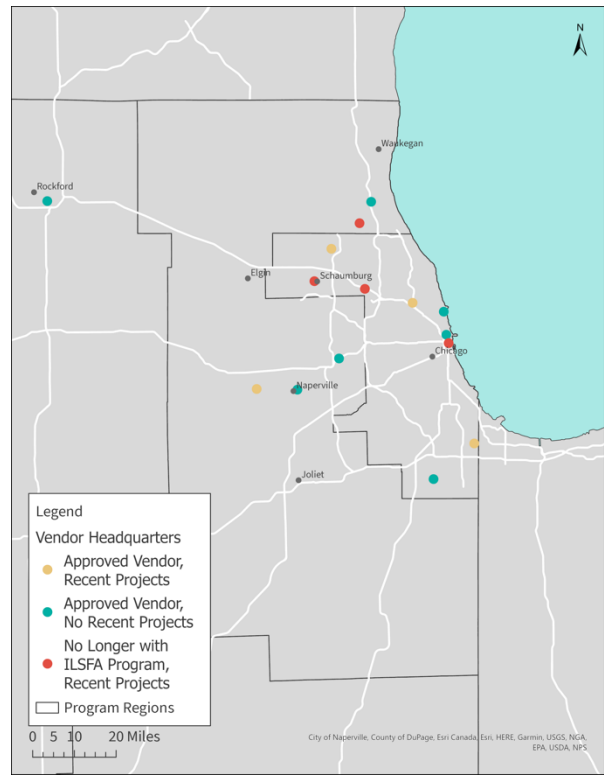 N
Waukegan
Rockford
Elgin
Schaumburg
Chicgo
Naperville
Joliet
Legend
Vendor Headquarters
Approved Vendor,
Recent Projects
Approved Vendor,
No Recent Projects
No Longer with
ILSFA Program,
Recent Projects
Program Regions
0 5 10 20 Miles
City of Naperville, County of DuPage, Esri Canada, Esri, HERE, Garmin, USGS, NGA,
EPA, USDA, NPS